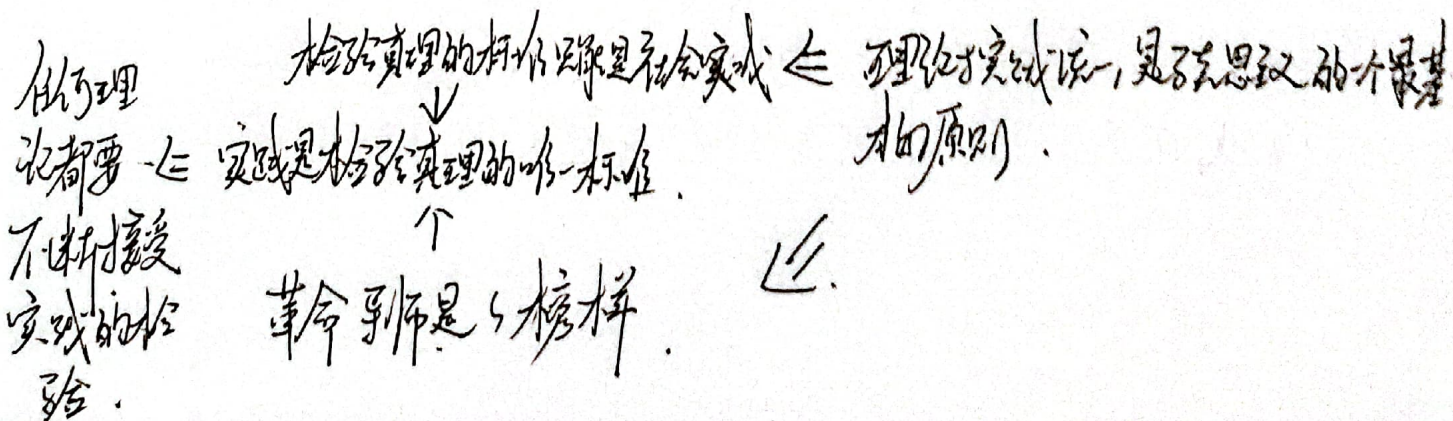 检验真理的标准只能是社会实践 ⇐ 理论与实践统一,是马克思主义的一个最基
本的原则.
↓
任何理
论都要 ⇐ 实践是检验真理的唯一标准.
不断接受
实践的检
验.
↑
革命导师是 榜样.